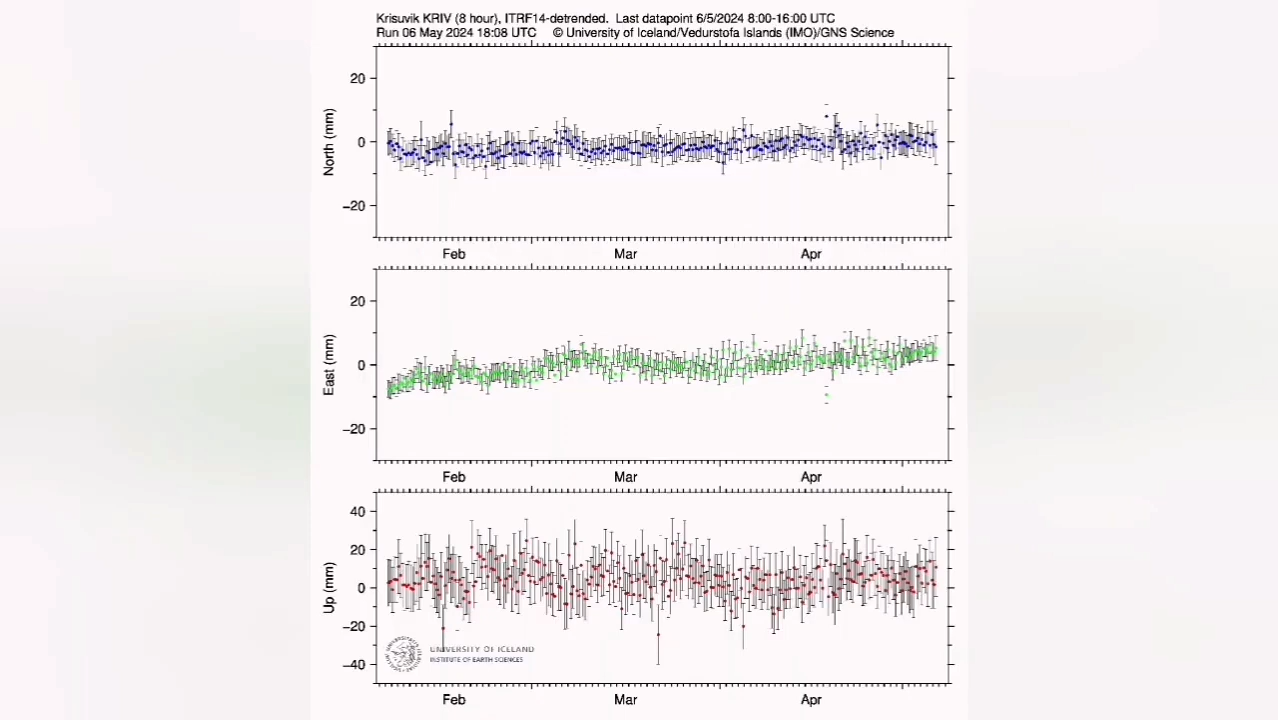 Krisuvik KRIV (8 hour), ITRF14-detrended. Last datapoint 6/5/2024 8:00-16:00 UTC
Run 06 May 2024 18:08 UTC © University of Iceland/Vedurstofa Islands (IMO)/GNS Science
20
0
−20
North (mm)
Feb Mar Apr
20
0
−20
East (mm)
Feb Mar Apr
40
20
0
−20
−40
Up (mm)
UNIVERSITY OF ICELAND
INSTITUTE OF EARTH SCIENCES
Feb Mar Apr